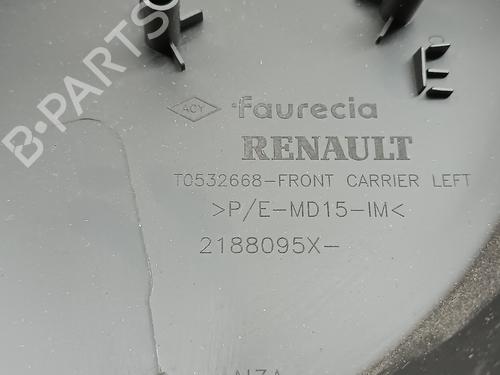 B-PARTS
E
ACY faurecia
RENAULT
T0532668-FRONT CARRIER LEFT
>P/E-MD15-IM<
2188095X-